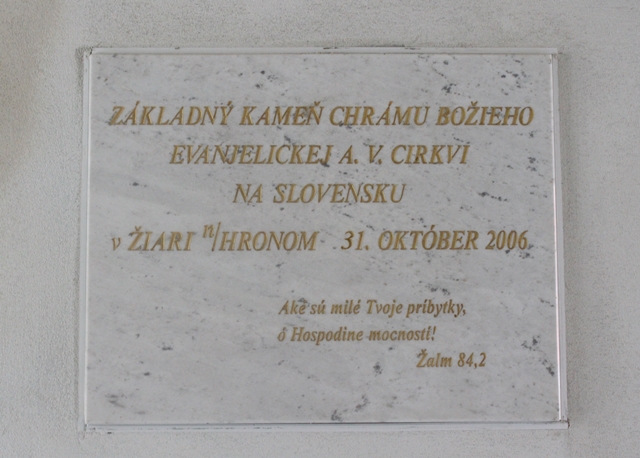 ZÁKLADNÝ KAMEŇ CHRÁMU BOŽIEHO
EVANJELICKEJ A. V. CIRKVI
NA SLOVENSKU
v ŽIARI n/HRONOM 31. OKTÓBER 2006
Aké sú milé Tvoje príbytky,
ó Hospodine mocnosti!
Žalm 84,2